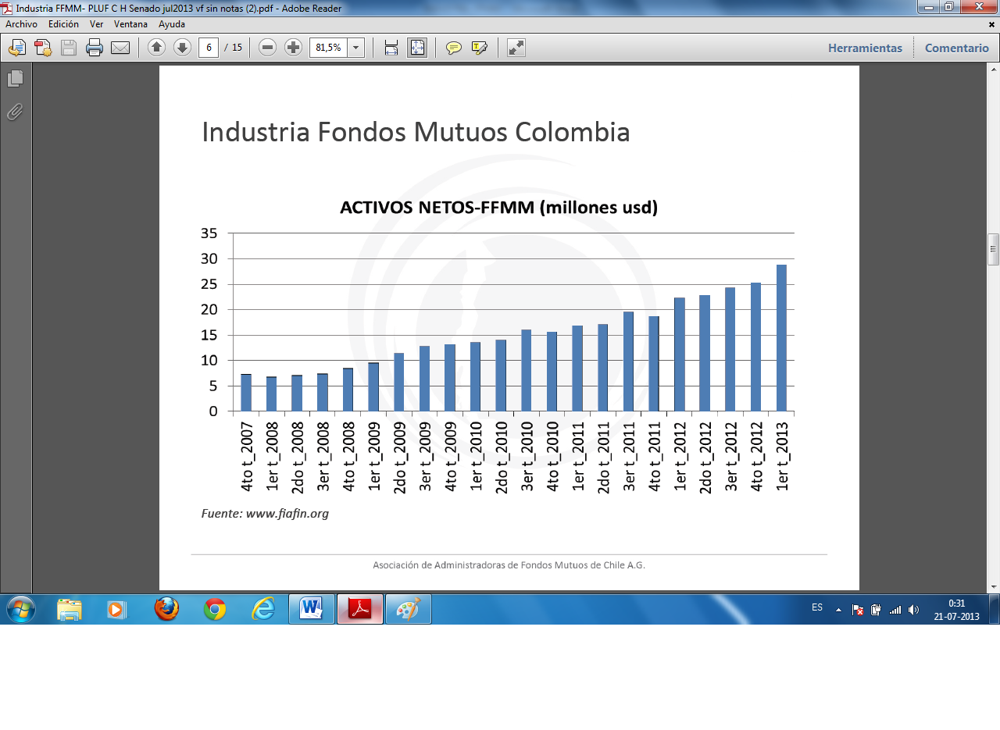 Industria FFMM- PLUF C H Senado jul2013 vf sin notas (2).pdf - Adobe Reader
Archivo Edición Ver Ventana Ayuda
6 / 15 81,5% Herramientas Comentario
Industria Fondos Mutuos Colombia
ACTIVOS NETOS-FFMM (millones usd)
35
30
25
20
15
10
5
0
4to t_2007
1er t_2008
2do t_2008
3er t_2008
4to t_2008
1er t_2009
2do t_2009
3er t_2009
4to t_2009
1er t_2010
2do t_2010
3er t_2010
4to t_2010
1er t_2011
2do t_2011
3er t_2011
4to t_2011
1er t_2012
2do t_2012
3er t_2012
4to t_2012
1er t_2013
Fuente: www.fiafin.org
Asociación de Administradoras de Fondos Mutuos de Chile A.G.
ES
0:31
21-07-2013